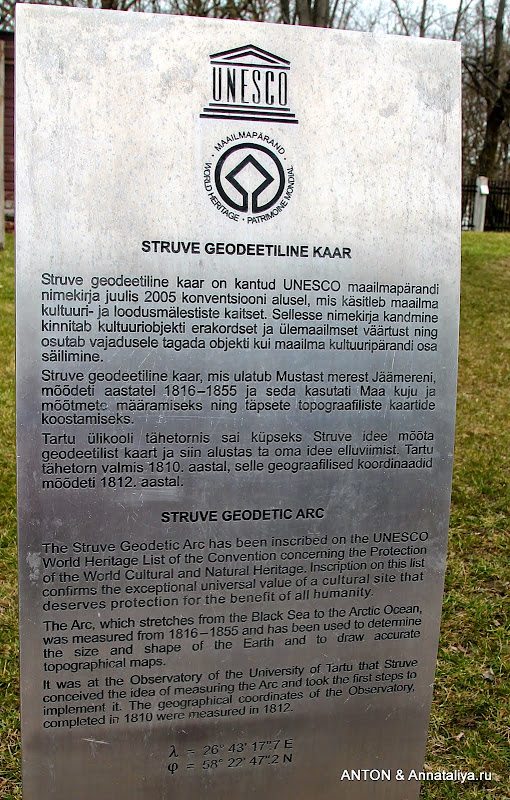 UNESCO
· MAAILMAPÄRAND ·
WORLD HERITAGE · PATRIMOINE MONDIAL
STRUVE GEODEETILINE KAAR
Struve geodeetiline kaar on kantud UNESCO maailmapärandi
nimekirja juulis 2005 konventsiooni alusel, mis käsitleb maailma
kultuuri- ja loodusmälestiste kaitset. Sellesse nimekirja kandmine
kinnitab kultuuriobjekti erakordset ja ülemaailmset väärtust ning
osutab vajadusele tagada objekti kui maailma kultuuripärandi osa
säilimine.
Struve geodeetiline kaar, mis ulatub Mustast merest Jäämereni,
mõõdeti aastatel 1816–1855 ja seda kasutati Maa kuju ja
mõõtmete määramiseks ning täpsete topograafiliste kaartide
koostamiseks.
Tartu ülikooli tähetornis sai küpseks Struve idee mõõta
geodeetilist kaart ja siin alustas ta oma idee elluviimist. Tartu
tähetorn valmis 1810. aastal, selle geograafilised koordinaadid
mõõdeti 1812. aastal.
STRUVE GEODETIC ARC
The Struve Geodetic Arc has been inscribed on the UNESCO
World Heritage List of the Convention concerning the Protection
of the World Cultural and Natural Heritage. Inscription on this list
confirms the exceptional universal value of a cultural site that
deserves protection for the benefit of all humanity.
The Arc, which stretches from the Black Sea to the Arctic Ocean,
was measured from 1816–1855 and has been used to determine
the size and shape of the Earth and to draw accurate
topographical maps.
It was at the Observatory of the University of Tartu that Struve
conceived the idea of measuring the Arc and took the first steps to
implement it. The geographical coordinates of the Observatory,
completed in 1810 were measured in 1812.
λ = 26° 43' 17"7 E
φ = 58° 22' 47"2 N
ANTON & Annataliya.ru